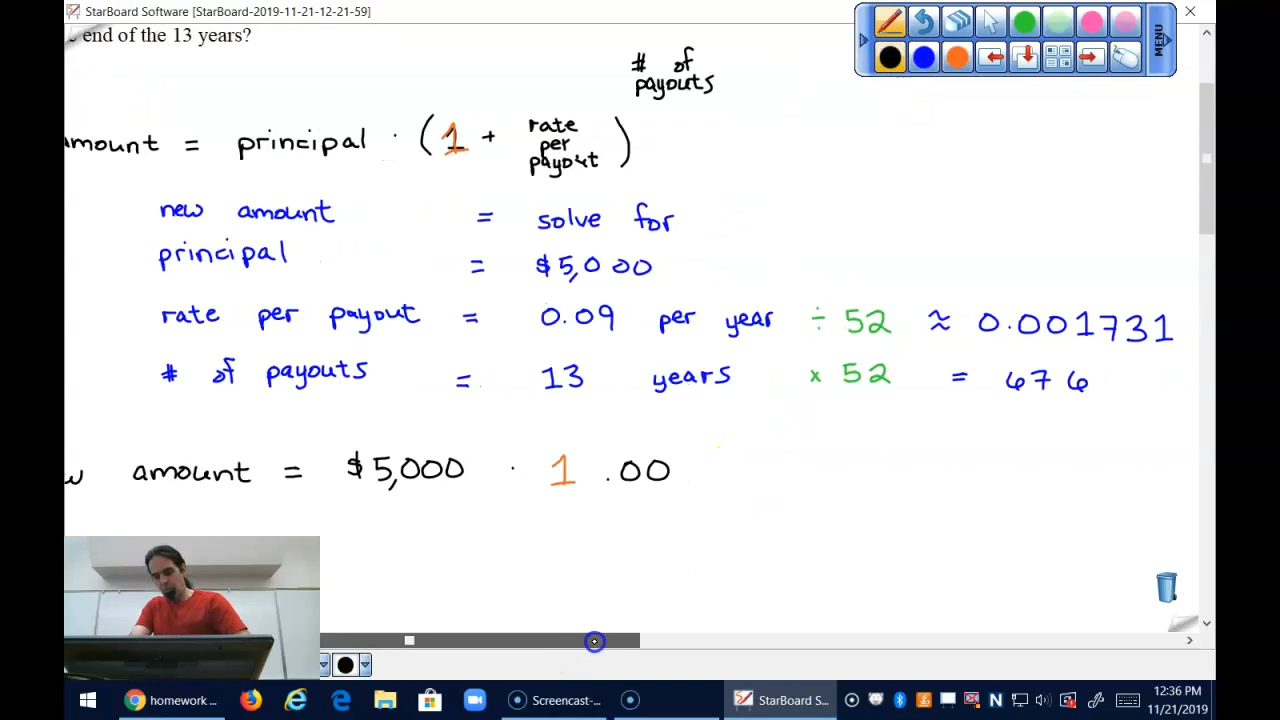 StarBoard Software [StarBoard-2019-11-21-12-21-59]
end of the 13 years?
MENU
# of
payouts
amount = principal · (1 + rate per payout)
new amount = solve for
principal = $5,000
rate per payout = 0.09 per year ÷ 52 ≈ 0.001731
# of payouts = 13 years × 52 = 676
w amount = $5,000 · 1.00
homework ...
Screencast-...
StarBoard S...
12:36 PM
11/21/2019